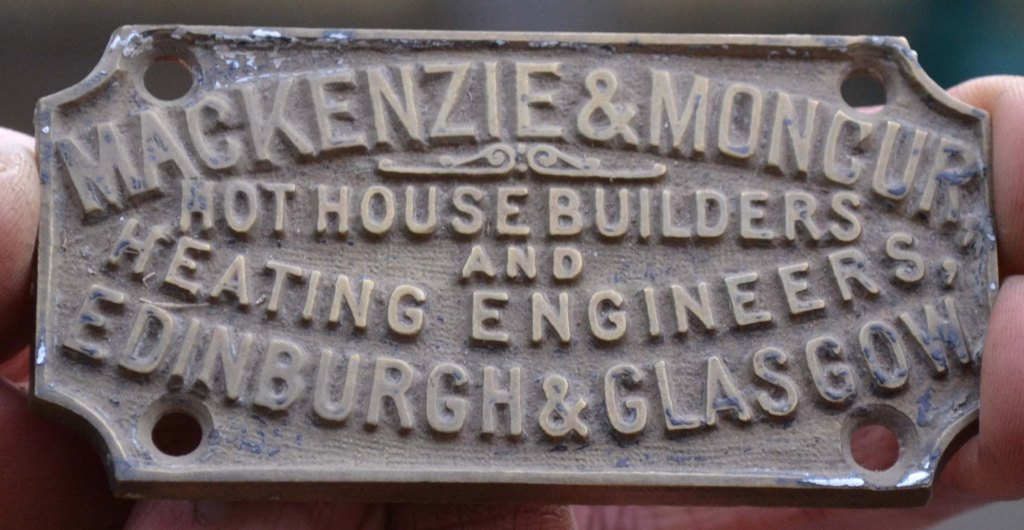 MACKENZIE & MONCUR,
HOT HOUSE BUILDERS
AND
HEATING ENGINEERS,
EDINBURGH & GLASGOW